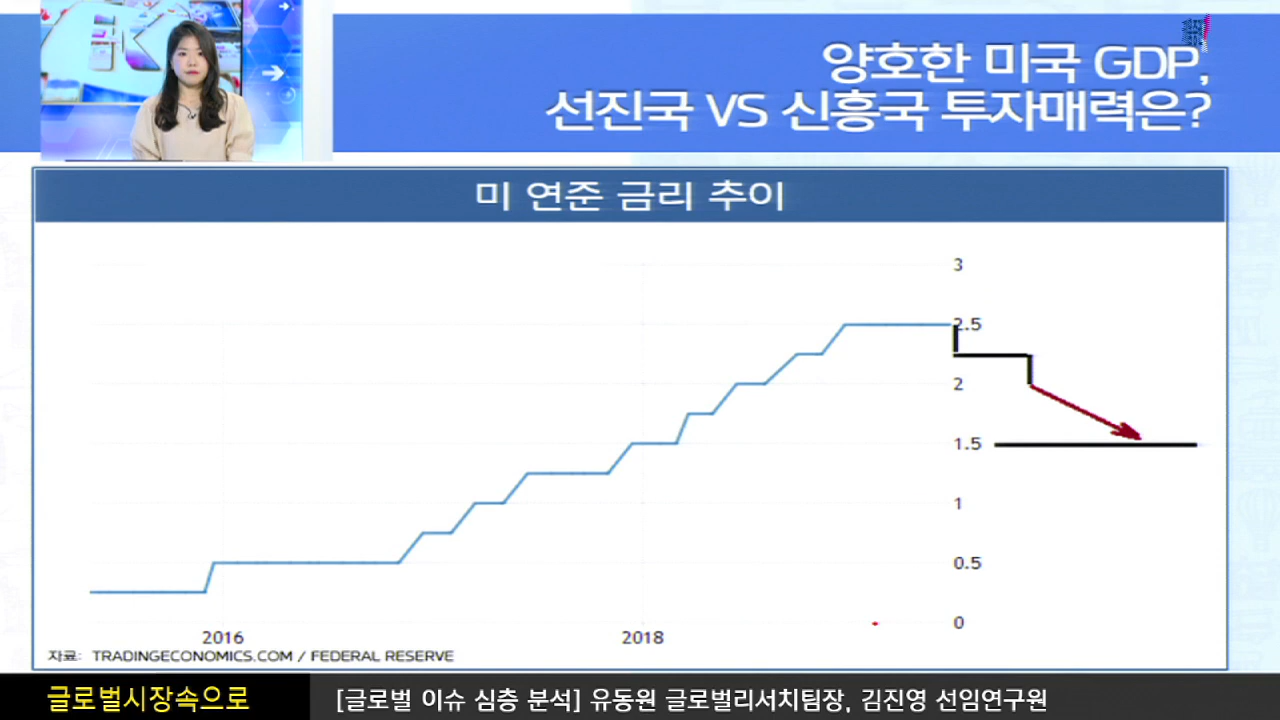 양호한 미국 GDP,
선진국 VS 신흥국 투자매력은?
미 연준 금리 추이
3
2.5
2
1.5
1
0.5
0
2016
2018
자료: TRADINGECONOMICS.COM / FEDERAL RESERVE
글로벌시장속으로
[글로벌 이슈 심층 분석] 유동원 글로벌리서치팀장, 김진영 선임연구원